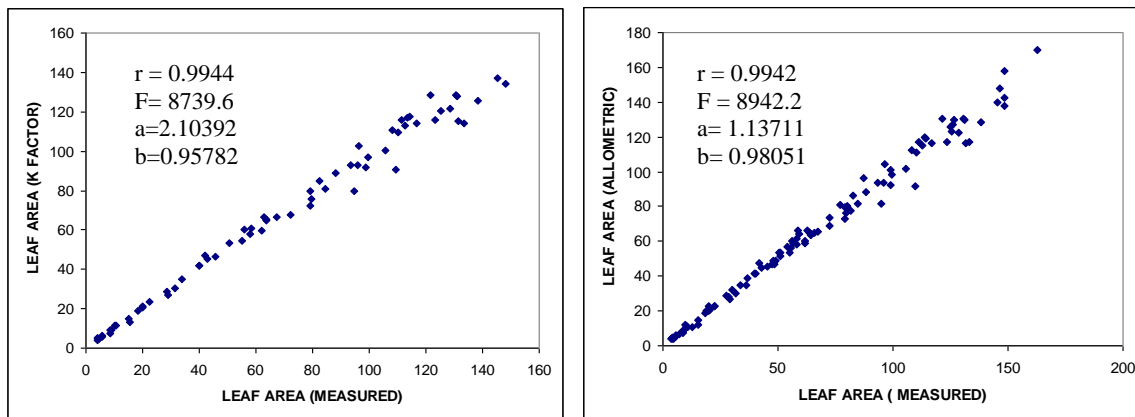 160
140
120
100
80
60
40
20
0
LEAF AREA (K FACTOR)
r = 0.9944
F= 8739.6
a=2.10392
b=0.95782
0 20 40 60 80 100 120 140 160
LEAF AREA (MEASURED)
180
160
140
120
100
80
60
40
20
0
LEAF AREA (ALLOMETRIC)
r = 0.9942
F = 8942.2
a= 1.13711
b= 0.98051
0 50 100 150 200
LEAF AREA ( MEASURED)